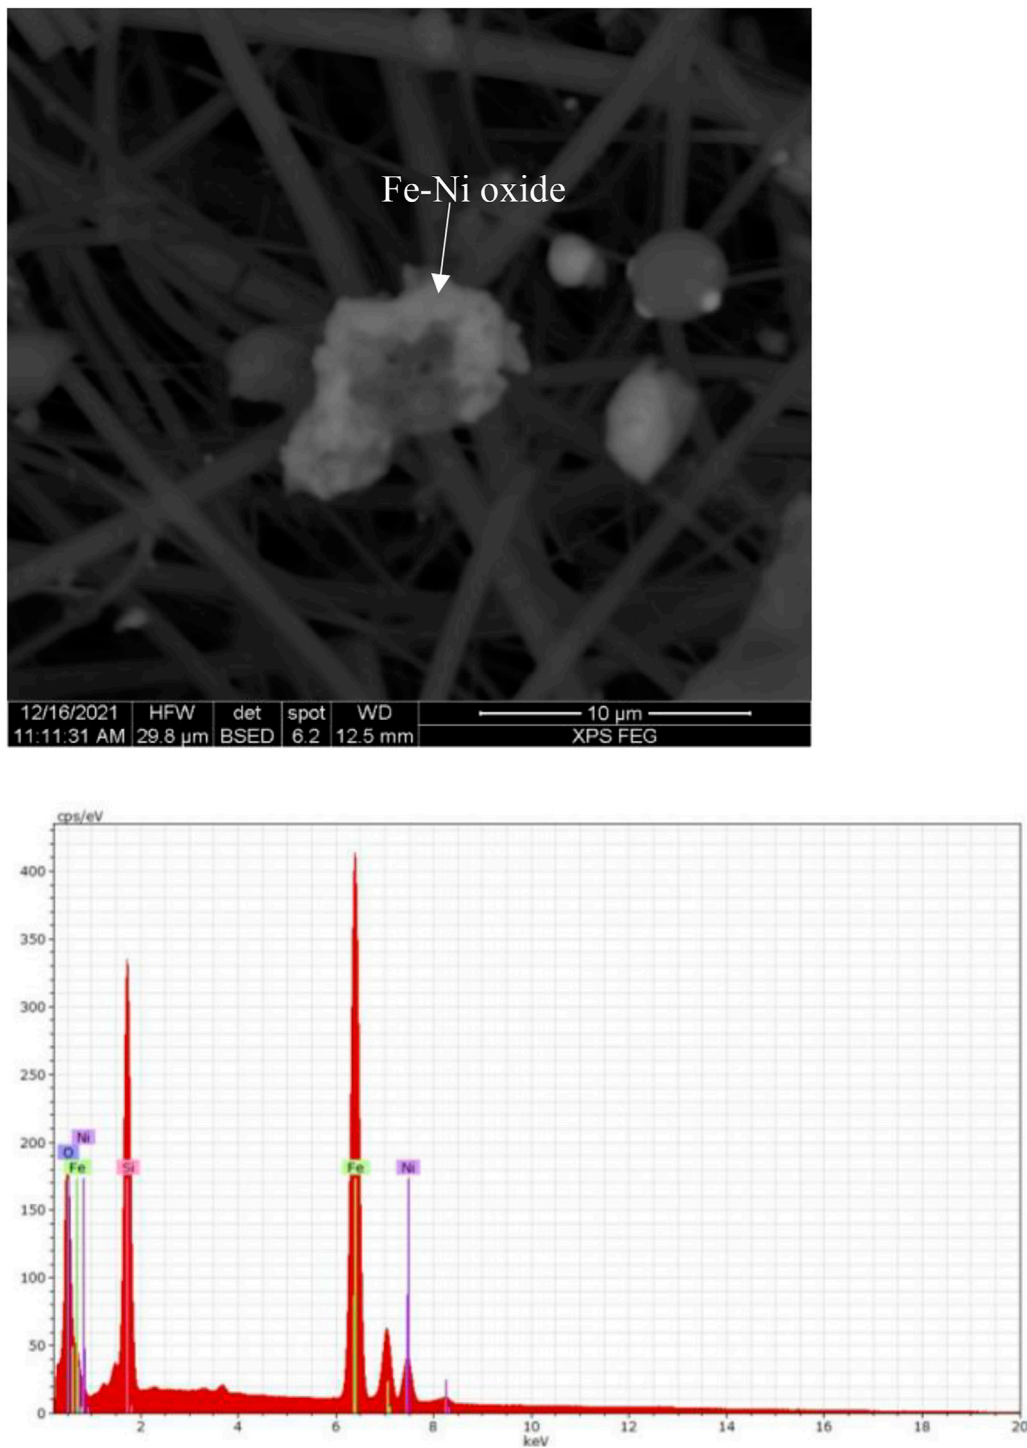 Fe-Ni oxide
12/16/2021 HFW det spot WD 10 µm
11:11:31 AM 29.8 µm BSED 6.2 12.5 mm XPS FEG
cps/eV
400
350
300
250
200
150
100
50
0
Ni
O
Fe Si Fe Ni
2 4 6 8 10 12 14 16 18 20
keV